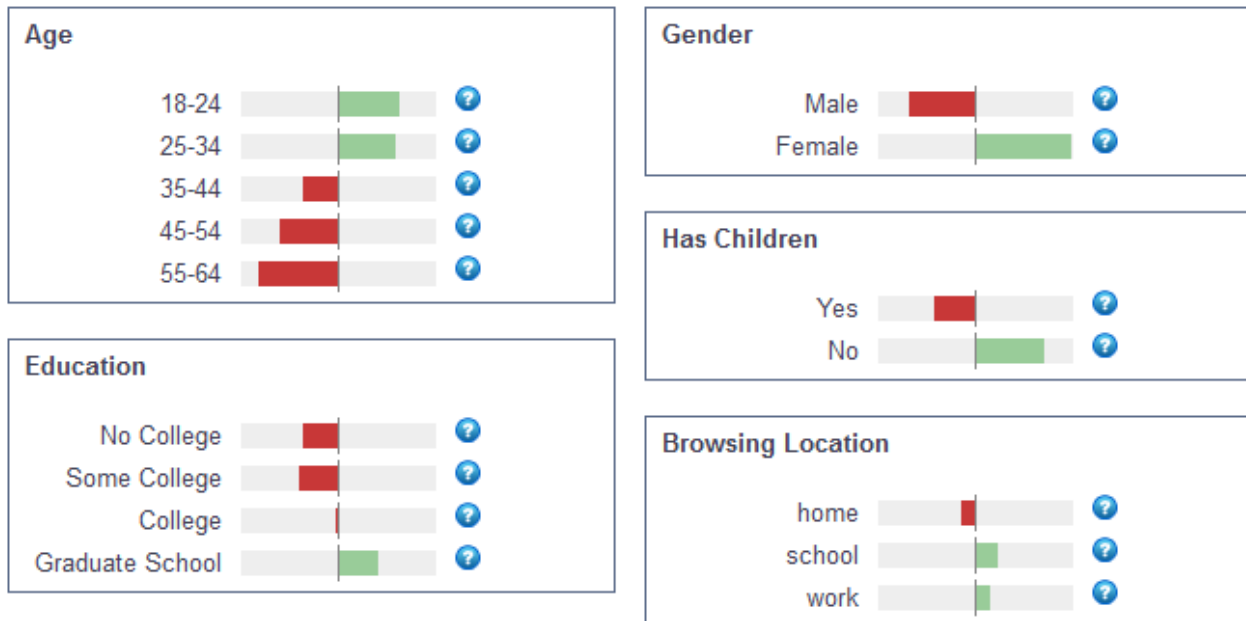 Age
18-24
25-34
35-44
45-54
55-64
Education
No College
Some College
College
Graduate School
Gender
Male
Female
Has Children
Yes
No
Browsing Location
home
school
work